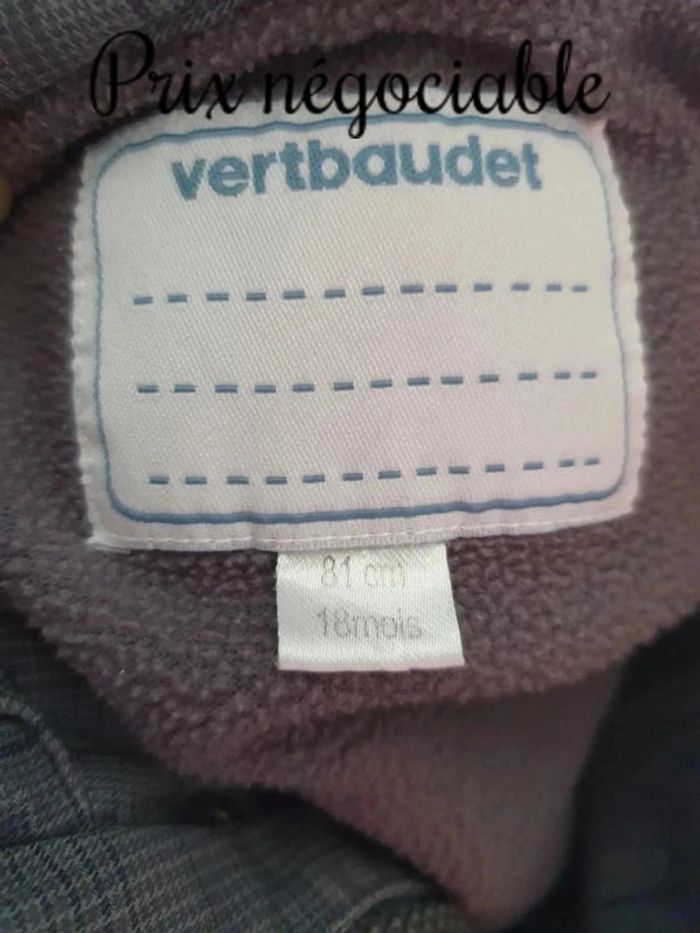 Prix négociable
vertbaudet
81 cm
18mois